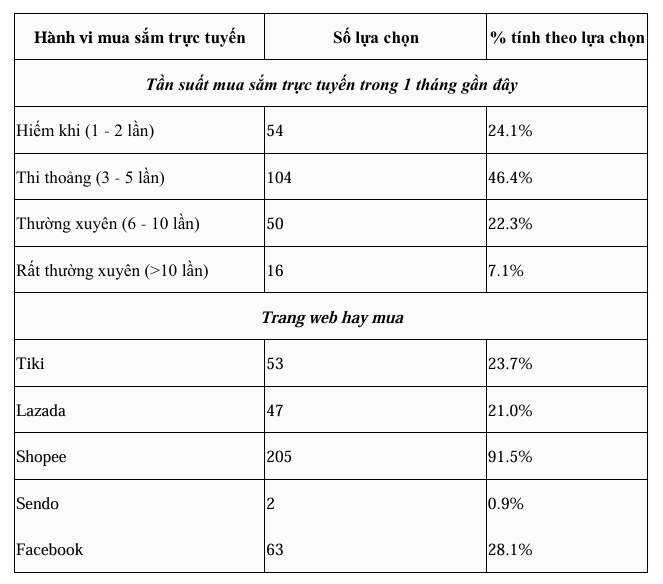 Hành vi mua sắm trực tuyến Số lựa chọn % tính theo lựa chọn
Tần suất mua sắm trực tuyến trong 1 tháng gần đây
Hiếm khi (1 - 2 lần) 54 24.1%
Thi thoảng (3 - 5 lần) 104 46.4%
Thường xuyên (6 - 10 lần) 50 22.3%
Rất thường xuyên (>10 lần) 16 7.1%
Trang web hay mua
Tiki 53 23.7%
Lazada 47 21.0%
Shopee 205 91.5%
Sendo 2 0.9%
Facebook 63 28.1%